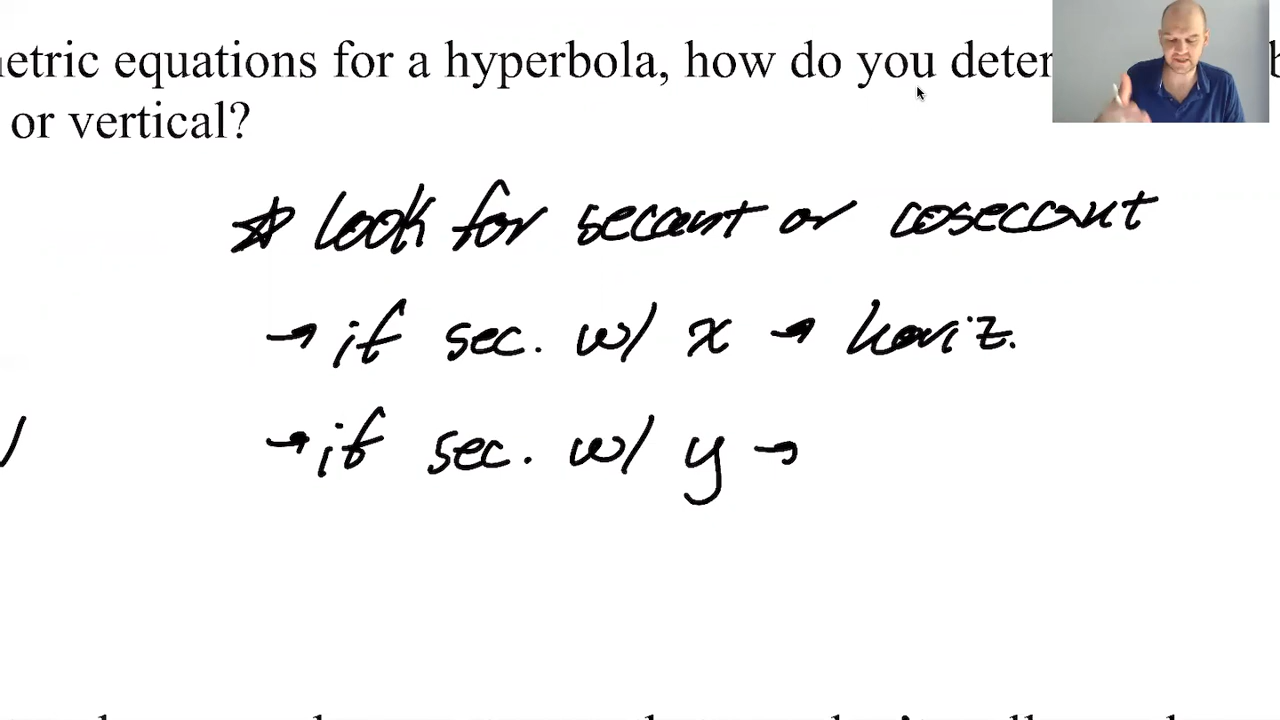 etric equations for a hyperbola, how do you deter
or vertical?
☆ look for secant or cosecant
→ if sec. w/ x → horiz.
→ if sec. w/ y →